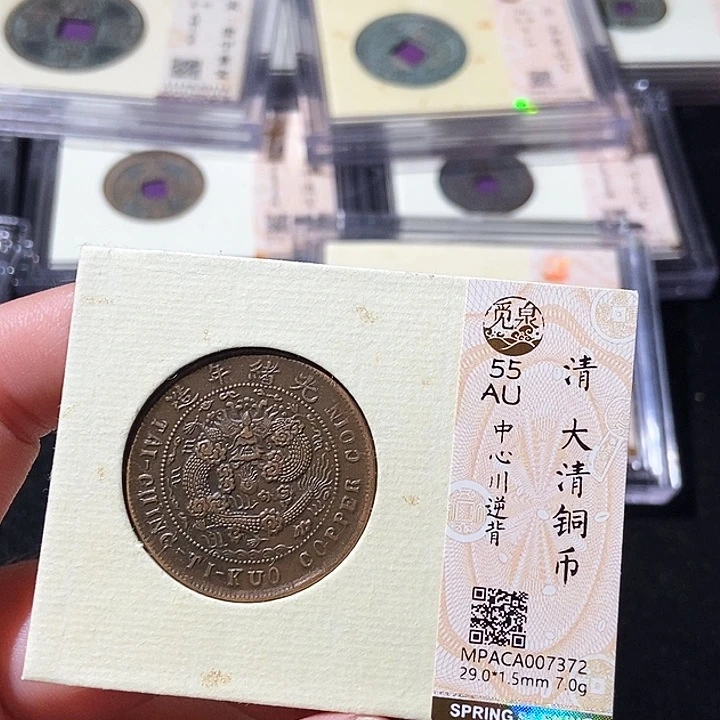 光緒年造
TAI-CHING-TI-KUO COPPER COIN
觅泉
55
AU
中心川逆背
清 大清铜币
MPACA007372
29.0*1.5mm 7.0g
SPRING